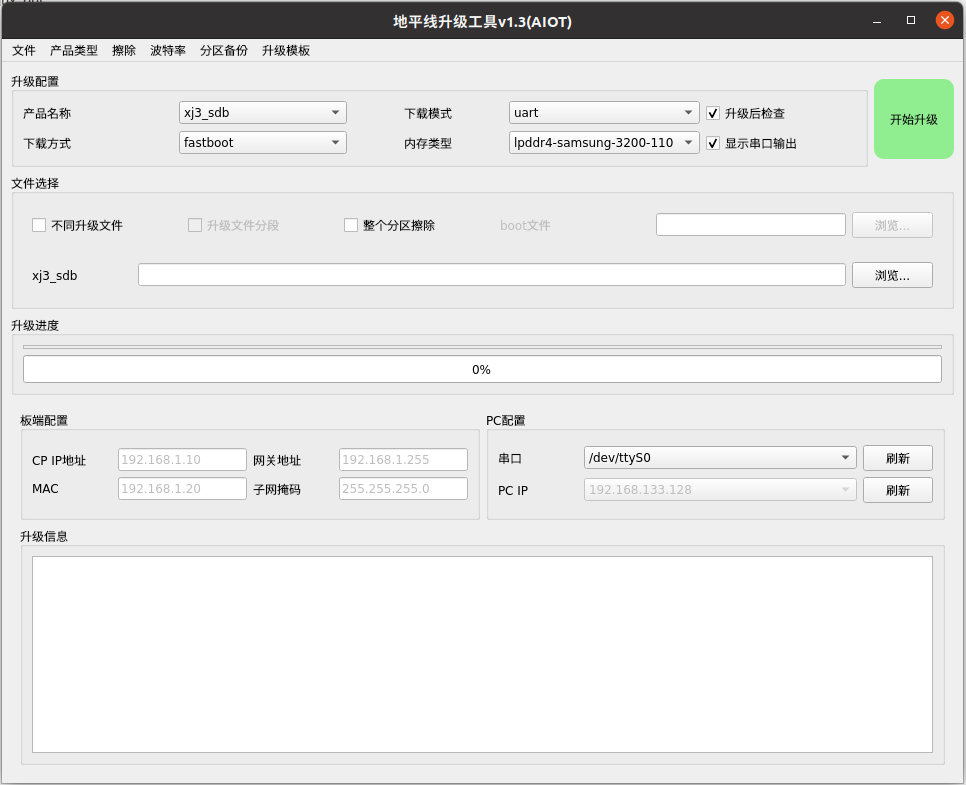 地平线升级工具v1.3(AIOT)
文件 产品类型 擦除 波特率 分区备份 升级模板
升级配置
产品名称 xj3_sdb 下载模式 uart 升级后检查
开始升级
下载方式 fastboot 内存类型 lpddr4-samsung-3200-110 显示串口输出
文件选择
不同升级文件 升级文件分段 整个分区擦除 boot文件 浏览...
xj3_sdb 浏览...
升级进度
0%
板端配置 PC配置
CP IP地址 192.168.1.10 网关地址 192.168.1.255 串口 /dev/ttyS0 刷新
MAC 192.168.1.20 子网掩码 255.255.255.0 PC IP 192.168.133.128 刷新
升级信息